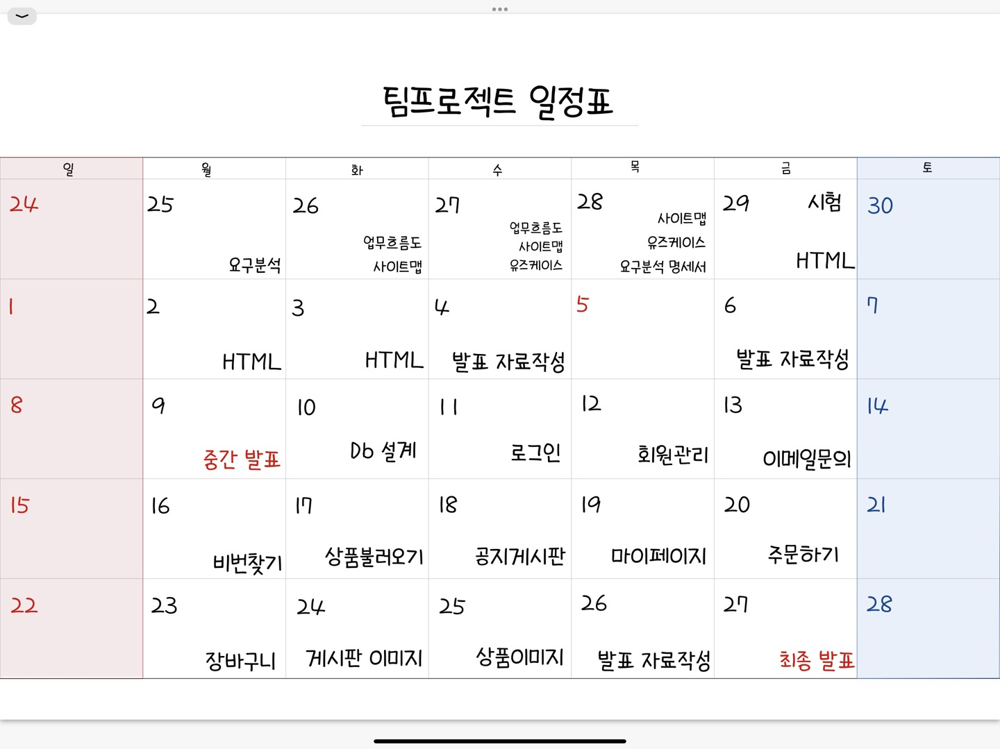 팀프로젝트 일정표
일 월 화 수 목 금 토
24
25
요구분석
26
업무흐름도
사이트맵
27
업무흐름도
사이트맵
유즈케이스
28
사이트맵
유즈케이스
요구분석 명세서
29 시험
HTML
30
1
2
HTML
3
HTML
4
발표 자료작성
5
6
발표 자료작성
7
8
9
중간 발표
10
Db 설계
11
로그인
12
회원관리
13
이메일문의
14
15
16
비번찾기
17
상품불러오기
18
공지게시판
19
마이페이지
20
주문하기
21
22
23
장바구니
24
게시판 이미지
25
상품이미지
26
발표 자료작성
27
최종 발표
28